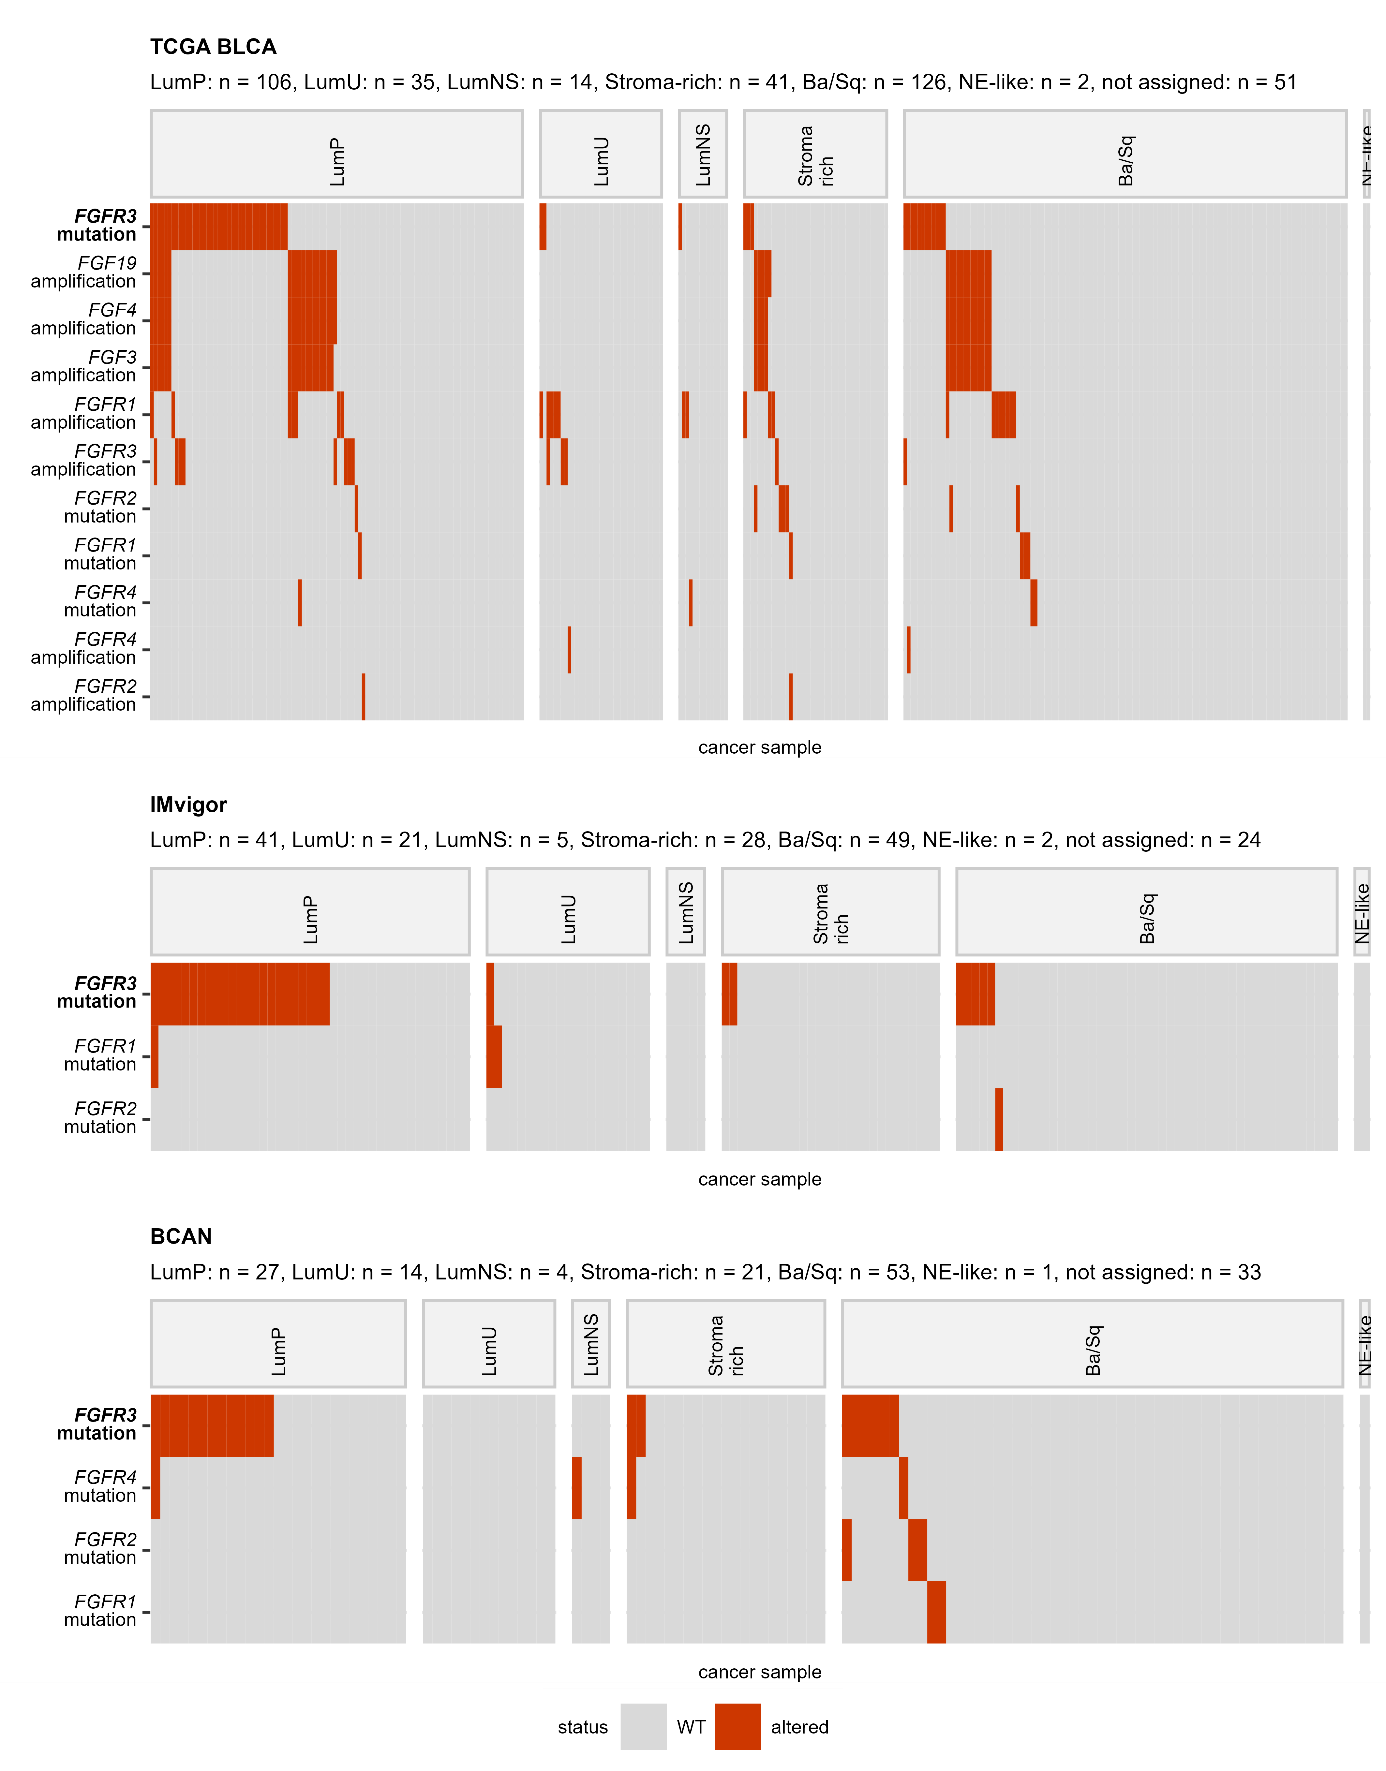 TCGA BLCA
LumP: n = 106, LumU: n = 35, LumNS: n = 14, Stroma-rich: n = 41, Ba/Sq: n = 126, NE-like: n = 2, not assigned: n = 51
LumP
LumU
LumNS
Stroma
rich
Ba/Sq
NE-like
FGFR3
mutation
FGF19
amplification
FGF4
amplification
FGF3
amplification
FGFR1
amplification
FGFR3
amplification
FGFR2
mutation
FGFR1
mutation
FGFR4
mutation
FGFR4
amplification
FGFR2
amplification
cancer sample
IMvigor
LumP: n = 41, LumU: n = 21, LumNS: n = 5, Stroma-rich: n = 28, Ba/Sq: n = 49, NE-like: n = 2, not assigned: n = 24
LumP
LumU
LumNS
Stroma
rich
Ba/Sq
NE-like
FGFR3
mutation
FGFR1
mutation
FGFR2
mutation
cancer sample
BCAN
LumP: n = 27, LumU: n = 14, LumNS: n = 4, Stroma-rich: n = 21, Ba/Sq: n = 53, NE-like: n = 1, not assigned: n = 33
LumP
LumU
LumNS
Stroma
rich
Ba/Sq
NE-like
FGFR3
mutation
FGFR4
mutation
FGFR2
mutation
FGFR1
mutation
cancer sample
status WT altered